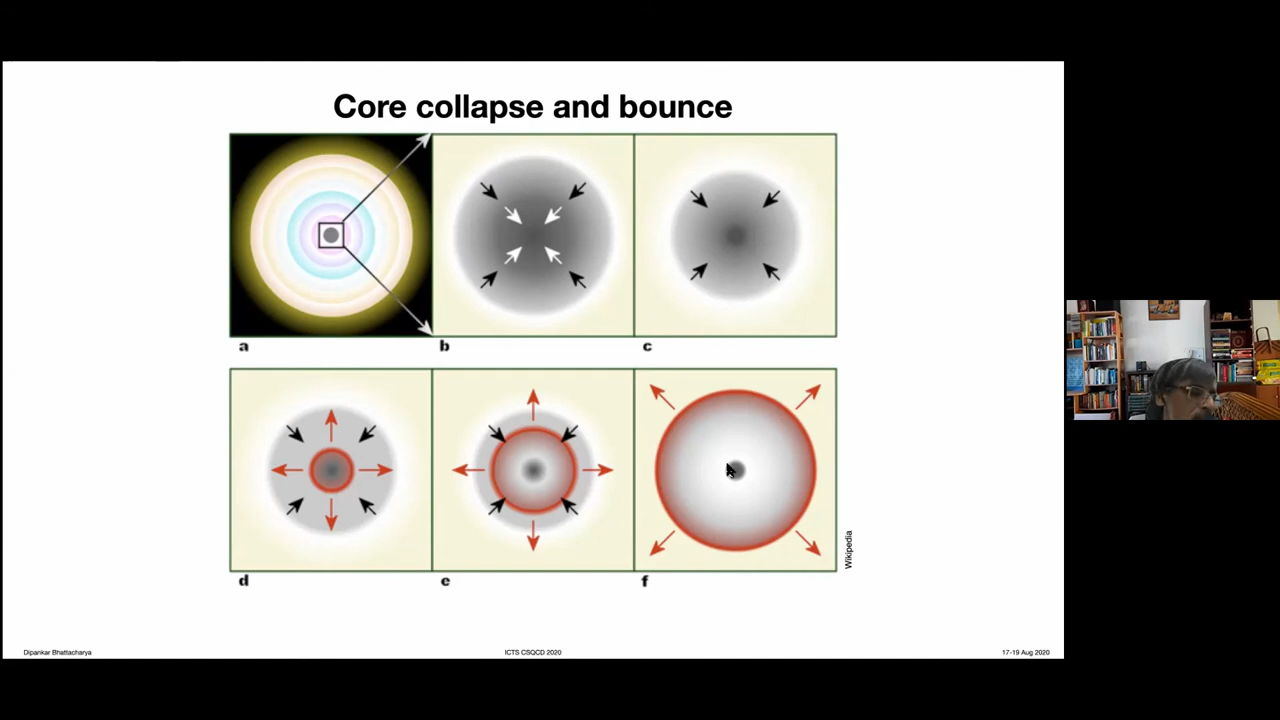 Core collapse and bounce
a
b
c
d
e
f
Wikipedia
Dipankar Bhattacharya
ICTS CSQCD 2020
17-19 Aug 2020